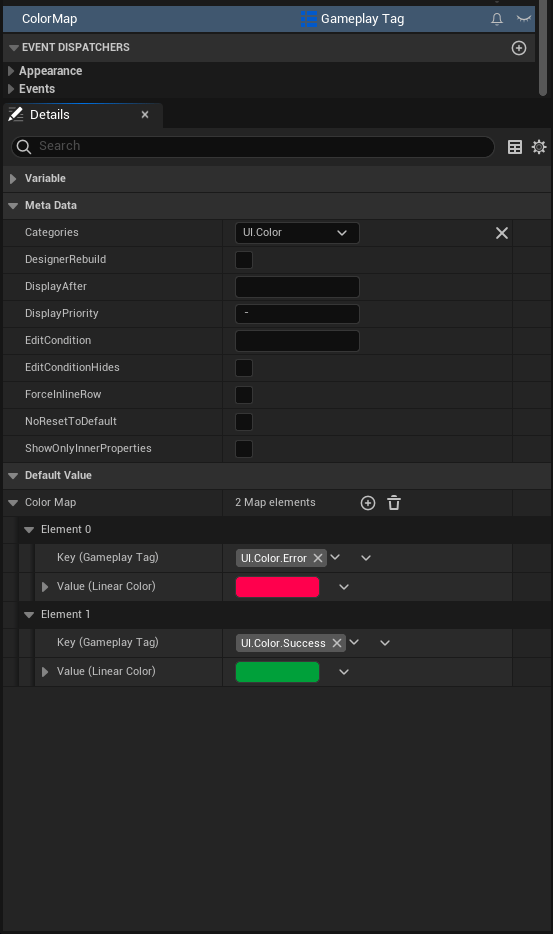 ColorMap Gameplay Tag
EVENT DISPATCHERS
Appearance
Events
Details
Search
Variable
Meta Data
Categories UI.Color
DesignerRebuild
DisplayAfter
DisplayPriority -
EditCondition
EditConditionHides
ForceInlineRow
NoResetToDefault
ShowOnlyInnerProperties
Default Value
Color Map 2 Map elements
Element 0
Key (Gameplay Tag) UI.Color.Error
Value (Linear Color)
Element 1
Key (Gameplay Tag) UI.Color.Success
Value (Linear Color)